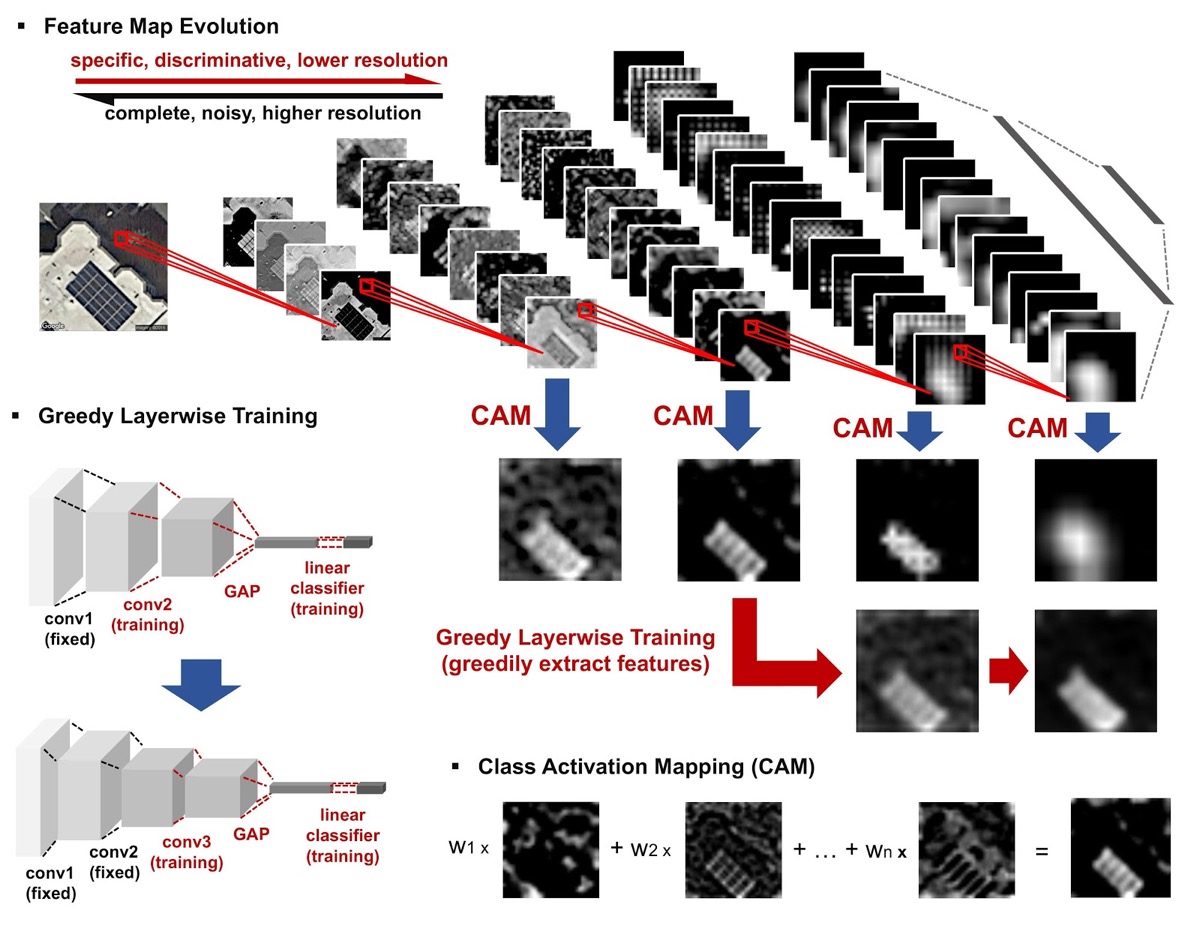 ▪ Feature Map Evolution
specific, discriminative, lower resolution
complete, noisy, higher resolution
Google
CAM
CAM
CAM
CAM
▪ Greedy Layerwise Training
conv1
(fixed)
conv2
(training)
GAP
linear
classifier
(training)
conv1
(fixed)
conv2
(fixed)
conv3
(training)
GAP
linear
classifier
(training)
Greedy Layerwise Training
(greedily extract features)
▪ Class Activation Mapping (CAM)
W1 x + W2 x + … + Wn x =